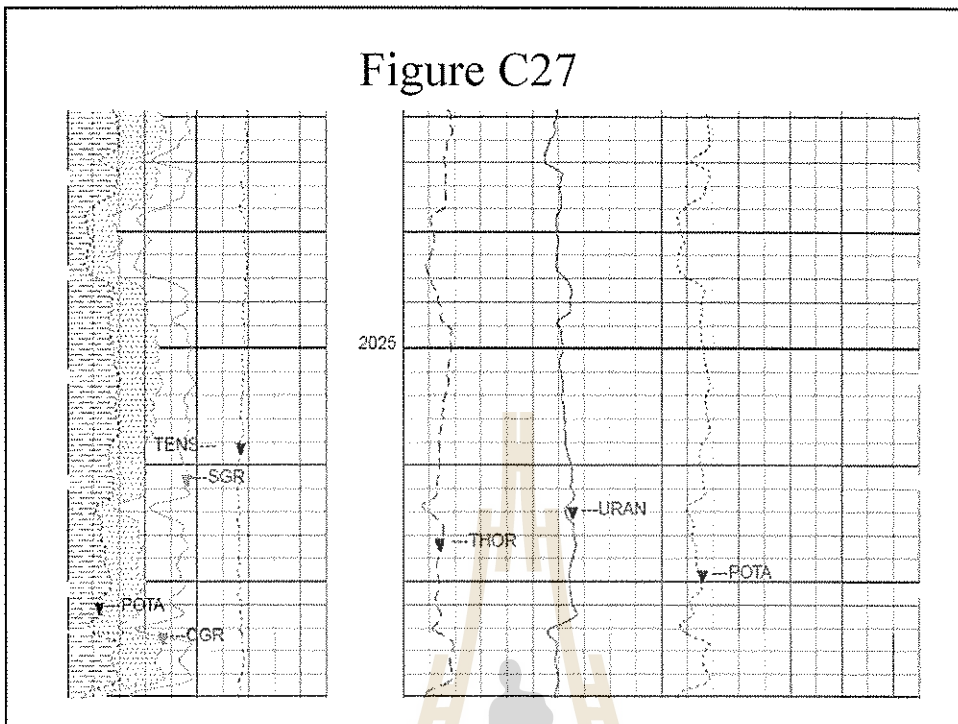 Figure C27
2025
TENS---
---SGR
---URAN
---THOR
---POTA
---POTA
---CGR